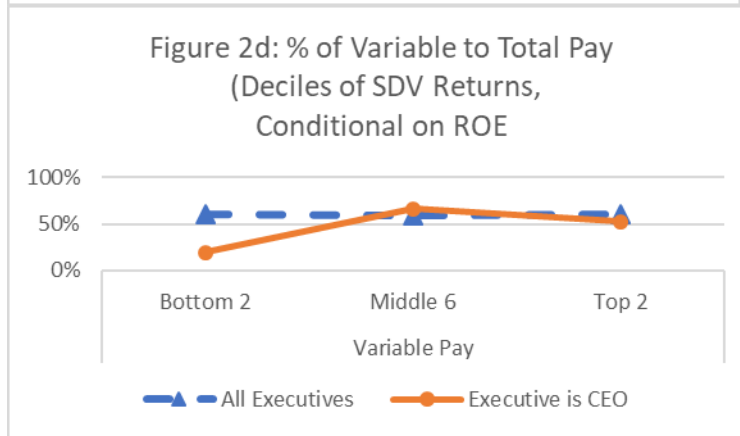 Figure 2d: % of Variable to Total Pay
(Deciles of SDV Returns,
Conditional on ROE
100%
50%
0%
Bottom 2 Middle 6 Top 2
Variable Pay
All Executives Executive is CEO